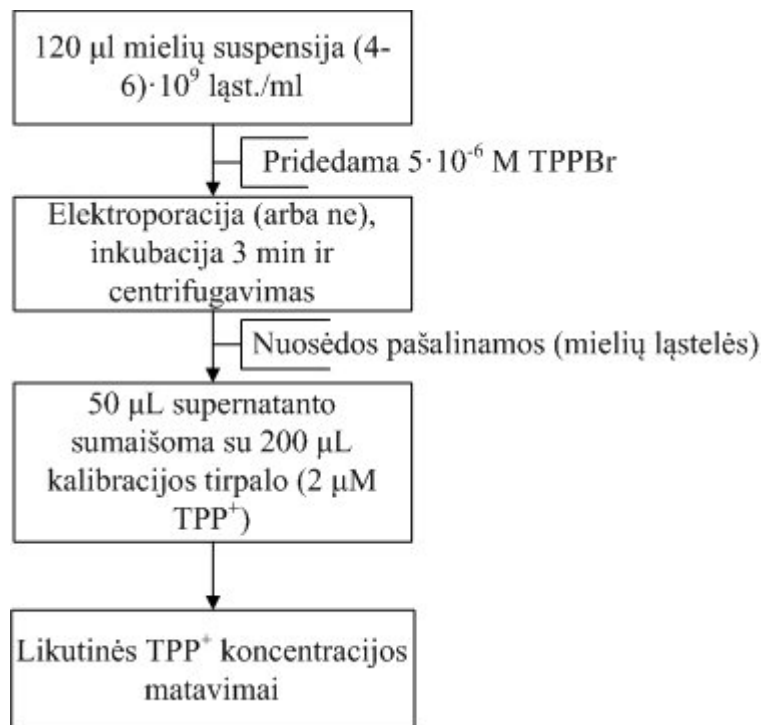 120 µl mielių suspensija (4-
6)·10⁹ ląst./ml
Pridedama 5·10⁻⁶ M TPPBr
Elektroporacija (arba ne),
inkubacija 3 min ir
centrifugavimas
Nuosėdos pašalinamos (mielių ląstelės)
50 µL supernatanto
sumaišoma su 200 µL
kalibracijos tirpalo (2 µM
TPP⁺)
Likutinės TPP⁺ koncentracijos
matavimai